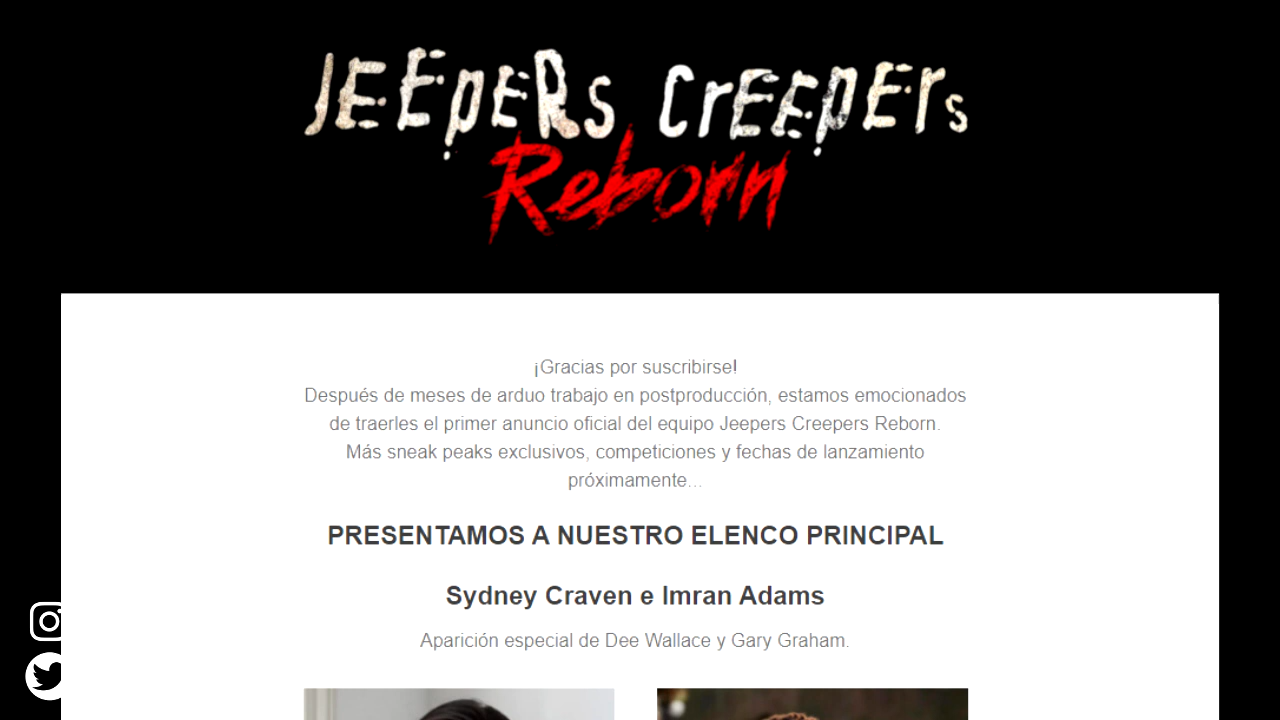 JEEPERS CREEPERS
Reborn
¡Gracias por suscribirse!
Después de meses de arduo trabajo en postproducción, estamos emocionados
de traerles el primer anuncio oficial del equipo Jeepers Creepers Reborn.
Más sneak peaks exclusivos, competiciones y fechas de lanzamiento
próximamente...
PRESENTAMOS A NUESTRO ELENCO PRINCIPAL
Sydney Craven e Imran Adams
Aparición especial de Dee Wallace y Gary Graham.